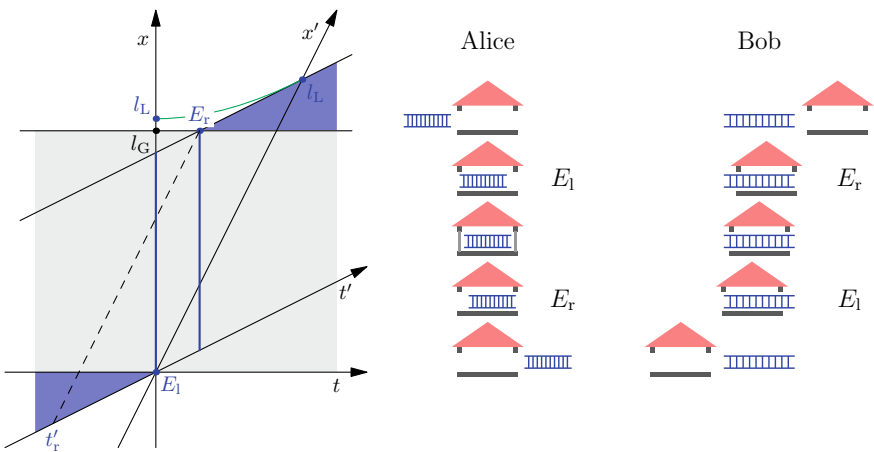 x
x′
l_L
E_r
l_L
l_G
t′
t
E_l
t′_r
Alice
Bob
E_l
E_r
E_r
E_l